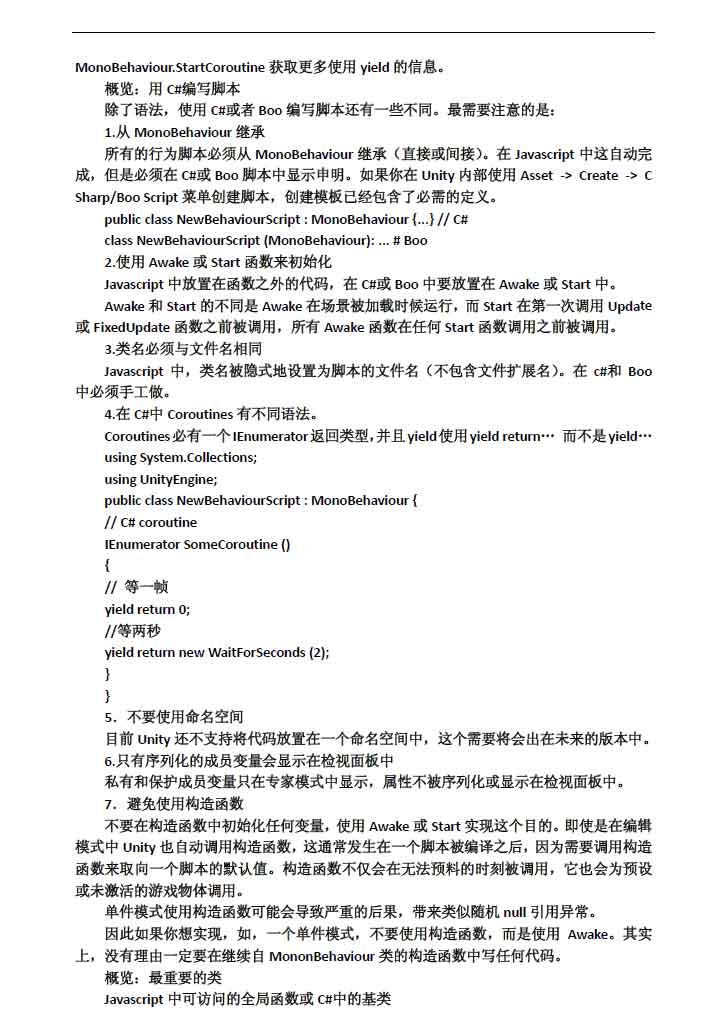 MonoBehaviour.StartCoroutine 获取更多使用 yield 的信息。
概览：用 C#编写脚本
除了语法，使用 C#或者 Boo 编写脚本还有一些不同。最需要注意的是：
1.从 MonoBehaviour 继承
所有的行为脚本必须从 MonoBehaviour 继承（直接或间接）。在 Javascript 中这自动完
成，但是必须在 C#或 Boo 脚本中显示申明。如果你在 Unity 内部使用 Asset -> Create -> C
Sharp/Boo Script 菜单创建脚本，创建模板已经包含了必需的定义。
public class NewBehaviourScript : MonoBehaviour {...} // C#
class NewBehaviourScript (MonoBehaviour): ... # Boo
2.使用 Awake 或 Start 函数来初始化
Javascript 中放置在函数之外的代码，在 C#或 Boo 中要放置在 Awake 或 Start 中。
Awake 和 Start 的不同是 Awake 在场景被加载时候运行，而 Start 在第一次调用 Update
或 FixedUpdate 函数之前被调用，所有 Awake 函数在任何 Start 函数调用之前被调用。
3.类名必须与文件名相同
Javascript 中，类名被隐式地设置为脚本的文件名（不包含文件扩展名）。在 c#和 Boo
中必须手工做。
4.在 C#中 Coroutines 有不同语法。
Coroutines 必有一个 IEnumerator 返回类型，并且 yield 使用 yield return… 而不是 yield…
using System.Collections;
using UnityEngine;
public class NewBehaviourScript : MonoBehaviour {
// C# coroutine
IEnumerator SomeCoroutine ()
{
// 等一帧
yield return 0;
//等两秒
yield return new WaitForSeconds (2);
}
}
5．不要使用命名空间
目前 Unity 还不支持将代码放置在一个命名空间中，这个需要将会出在未来的版本中。
6.只有序列化的成员变量会显示在检视面板中
私有和保护成员变量只在专家模式中显示，属性不被序列化或显示在检视面板中。
7．避免使用构造函数
不要在构造函数中初始化任何变量，使用 Awake 或 Start 实现这个目的。即使是在编辑
模式中 Unity 也自动调用构造函数，这通常发生在一个脚本被编译之后，因为需要调用构造
函数来取向一个脚本的默认值。构造函数不仅会在无法预料的时刻被调用，它也会为预设
或未激活的游戏物体调用。
单件模式使用构造函数可能会导致严重的后果，带来类似随机 null 引用异常。
因此如果你想实现，如，一个单件模式，不要使用构造函数，而是使用 Awake。其实
上，没有理由一定要在继续自 MononBehaviour 类的构造函数中写任何代码。
概览：最重要的类
Javascript 中可访问的全局函数或 C#中的基类